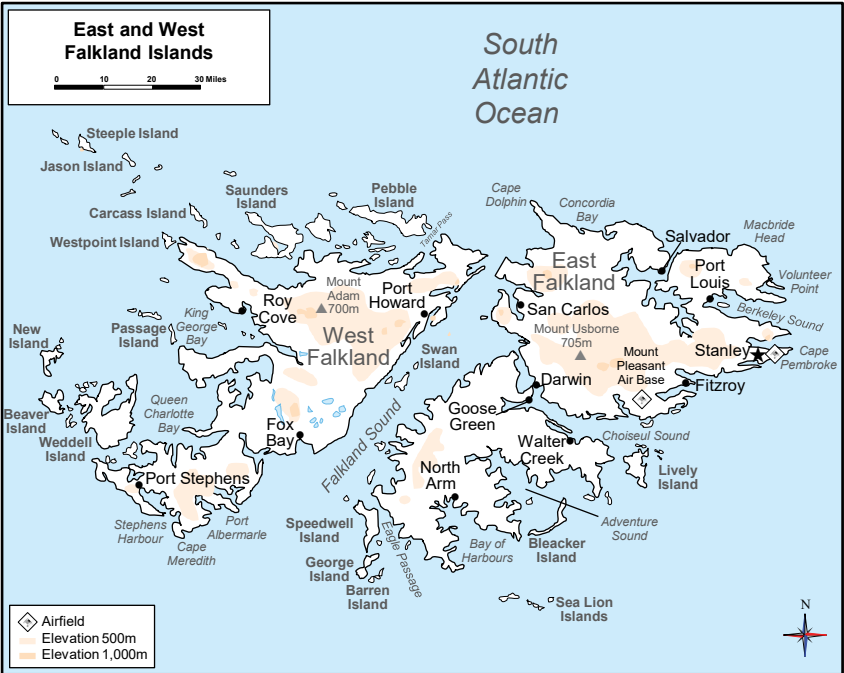 East and West
Falkland Islands
0 10 20 30 Miles
South
Atlantic
Ocean
Steeple Island
Jason Island
Carcass Island
Westpoint Island
Saunders
Island
Pebble
Island
Tamar Pass
Cape
Dolphin
Concordia
Bay
Salvador
Macbride
Head
Port
Louis
Volunteer
Point
Berkeley Sound
East
Falkland
San Carlos
Mount Usborne
705m
Mount
Pleasant
Air Base
Stanley
Cape
Pembroke
Fitzroy
Mount
Adam
700m
Port
Howard
Roy
Cove
West
Falkland
King
George
Bay
Passage
Island
New
Island
Swan
Island
Darwin
Goose
Green
Choiseul Sound
Walter
Creek
Lively
Island
Beaver
Island
Weddell
Island
Queen
Charlotte
Bay
Fox
Bay
Falkland Sound
North
Arm
Port Stephens
Stephens
Harbour
Cape
Meredith
Port
Albermarle
Speedwell
Island
George
Island
Barren
Island
Eagle Passage
Bay of
Harbours
Bleacker
Island
Adventure
Sound
Sea Lion
Islands
Airfield
Elevation 500m
Elevation 1,000m
N